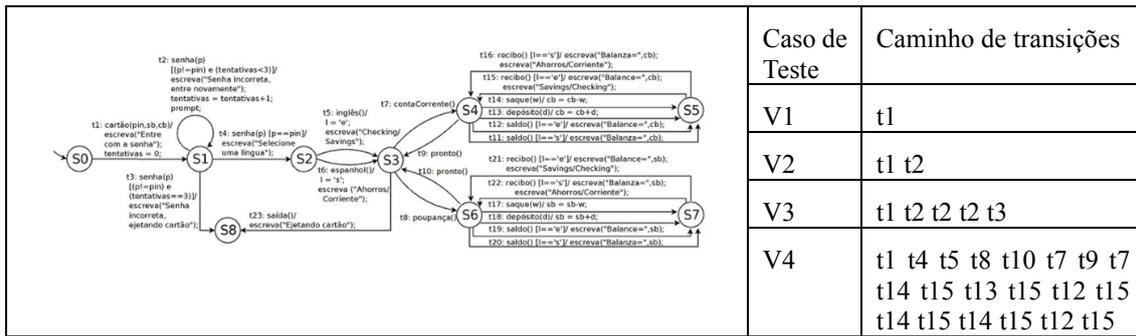 t2: senha(p)
[(p!=pin) e (tentativas<3)]/
escreva("Senha incorreta,
entre novamente");
tentativas = tentativas+1;
prompt;
t1: cartão(pin,sb,cb)/
escreva("Entre
com a senha");
tentativas = 0;
t4: senha(p) [p==pin]/
escreva("Selecione
uma língua");
t5: inglês()/
l = 'e';
escreva("Checking/
Savings");
t7: contaCorrente()
t16: recibo() [l=='s']/ escreva("Balanza=",cb);
escreva("Ahorros/Corriente");
t15: recibo() [l=='e']/ escreva("Balance=",cb);
escreva("Savings/Checking");
t14: saque(w)/ cb = cb-w;
t13: depósito(d)/ cb = cb+d;
t12: saldo() [l=='s']/ escreva("Balanza=",cb);
t11: saldo() [l=='e']/ escreva("Balance=",cb);
S4
S5
S0
S1
S2
S3
t9: pronto()
t10: pronto()
t6: espanhol()/
l = 's';
escreva ("Ahorros/
Corriente");
t3: senha(p)
[(p!=pin) e
(tentativas==3)]/
escreva("Senha
incorreta,
ejetando cartão");
t23: saída()/
escreva("Ejetando cartão");
S8
t8: poupança()
t21: recibo() [l=='e']/ escreva("Balance=",sb);
escreva("Savings/Checking");
t22: recibo() [l=='s']/ escreva("Balanza=",sb);
escreva("Ahorros/Corriente");
t17: saque(w)/ sb = sb-w;
t18: depósito(d)/ sb = sb+d;
t19: saldo() [l=='e']/ escreva("Balance=",sb);
t20: saldo() [l=='s']/ escreva("Balanza=",sb);
S6
S7
Caso de
Teste
Caminho de transições
V1
t1
V2
t1 t2
V3
t1 t2 t2 t2 t3
V4
t1 t4 t5 t8 t10 t7 t9 t7
t14 t15 t13 t15 t12 t15
t14 t15 t14 t15 t12 t15